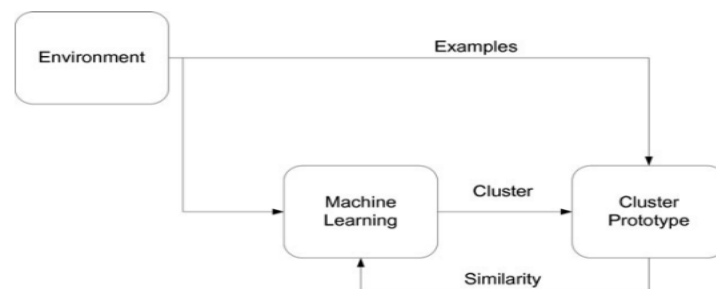 Environment
Examples
Machine
Learning
Cluster
Cluster
Prototype
Similarity